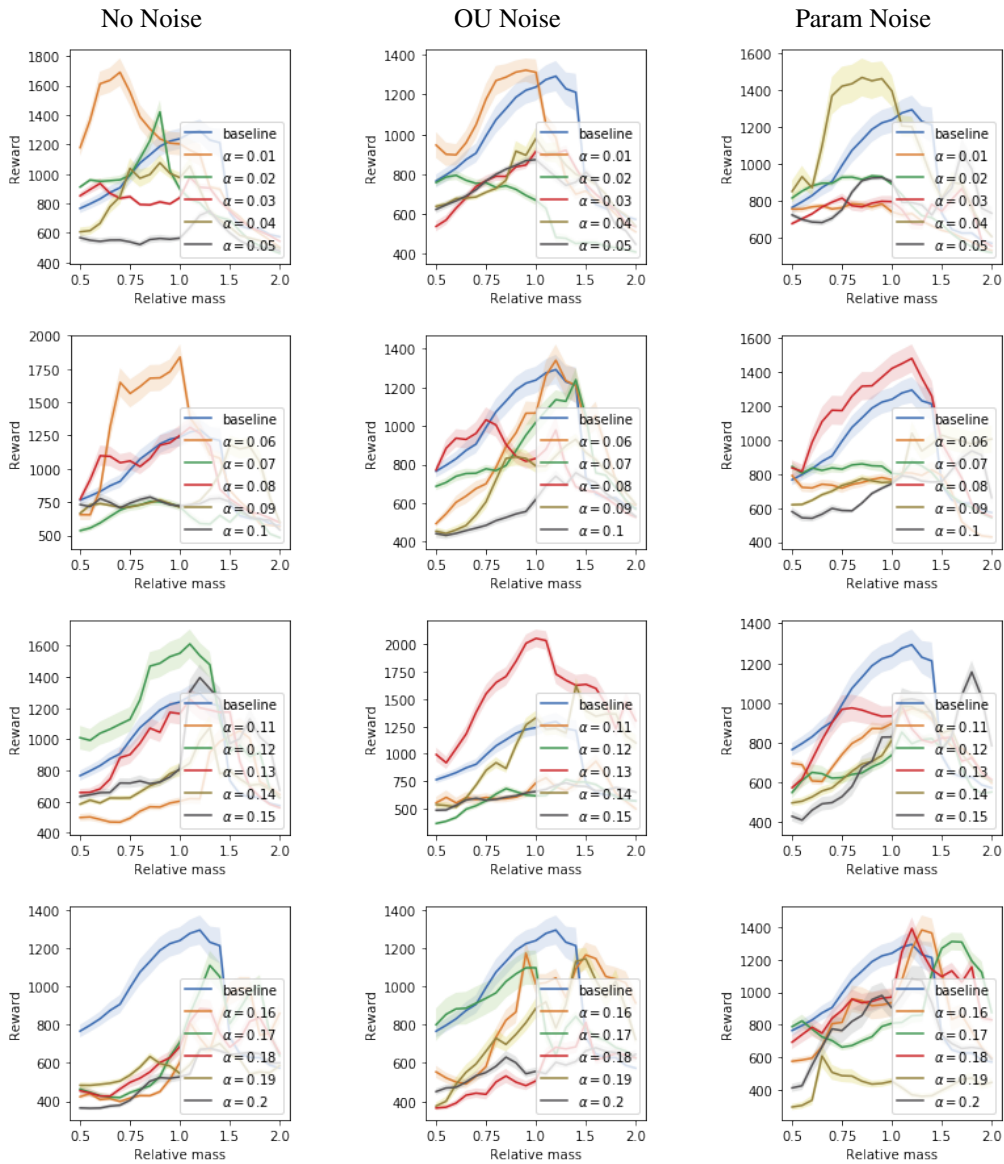 No Noise OU Noise Param Noise
1800
1600
1400
1200
1000
800
600
400
Reward
0.5 0.75 1.0 1.5 2.0
Relative mass
baseline
α = 0.01
α = 0.02
α = 0.03
α = 0.04
α = 0.05
1400
1200
1000
800
600
400
Reward
0.5 0.75 1.0 1.5 2.0
Relative mass
baseline
α = 0.01
α = 0.02
α = 0.03
α = 0.04
α = 0.05
1600
1400
1200
1000
800
600
Reward
0.5 0.75 1.0 1.5 2.0
Relative mass
baseline
α = 0.01
α = 0.02
α = 0.03
α = 0.04
α = 0.05
2000
1750
1500
1250
1000
750
500
Reward
0.5 0.75 1.0 1.5 2.0
Relative mass
baseline
α = 0.06
α = 0.07
α = 0.08
α = 0.09
α = 0.1
1400
1200
1000
800
600
400
Reward
0.5 0.75 1.0 1.5 2.0
Relative mass
baseline
α = 0.06
α = 0.07
α = 0.08
α = 0.09
α = 0.1
1600
1400
1200
1000
800
600
400
Reward
0.5 0.75 1.0 1.5 2.0
Relative mass
baseline
α = 0.06
α = 0.07
α = 0.08
α = 0.09
α = 0.1
1600
1400
1200
1000
800
600
400
Reward
0.5 0.75 1.0 1.5 2.0
Relative mass
baseline
α = 0.11
α = 0.12
α = 0.13
α = 0.14
α = 0.15
2000
1750
1500
1250
1000
750
500
Reward
0.5 0.75 1.0 1.5 2.0
Relative mass
baseline
α = 0.11
α = 0.12
α = 0.13
α = 0.14
α = 0.15
1400
1200
1000
800
600
400
Reward
0.5 0.75 1.0 1.5 2.0
Relative mass
baseline
α = 0.11
α = 0.12
α = 0.13
α = 0.14
α = 0.15
1400
1200
1000
800
600
400
Reward
0.5 0.75 1.0 1.5 2.0
Relative mass
baseline
α = 0.16
α = 0.17
α = 0.18
α = 0.19
α = 0.2
1400
1200
1000
800
600
400
Reward
0.5 0.75 1.0 1.5 2.0
Relative mass
baseline
α = 0.16
α = 0.17
α = 0.18
α = 0.19
α = 0.2
1400
1200
1000
800
600
400
Reward
0.5 0.75 1.0 1.5 2.0
Relative mass
baseline
α = 0.16
α = 0.17
α = 0.18
α = 0.19
α = 0.2